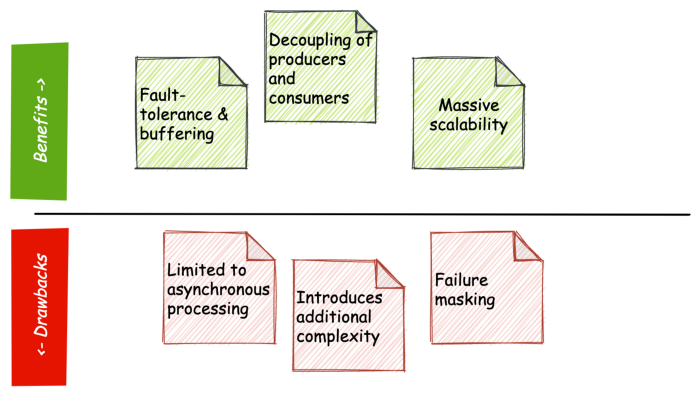 Benefits ->
Fault-
tolerance &
buffering
Decoupling of
producers
and
consumers
Massive
scalability
<- Drawbacks
Limited to
asynchronous
processing
Introduces
additional
complexity
Failure
masking